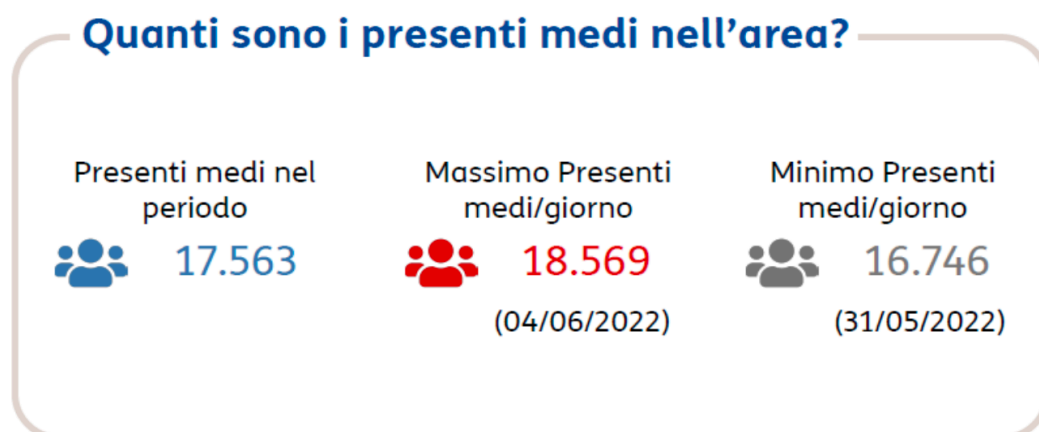 Quanti sono i presenti medi nell'area?
Presenti medi nel
periodo
17.563
Massimo Presenti
medi/giorno
18.569
(04/06/2022)
Minimo Presenti
medi/giorno
16.746
(31/05/2022)